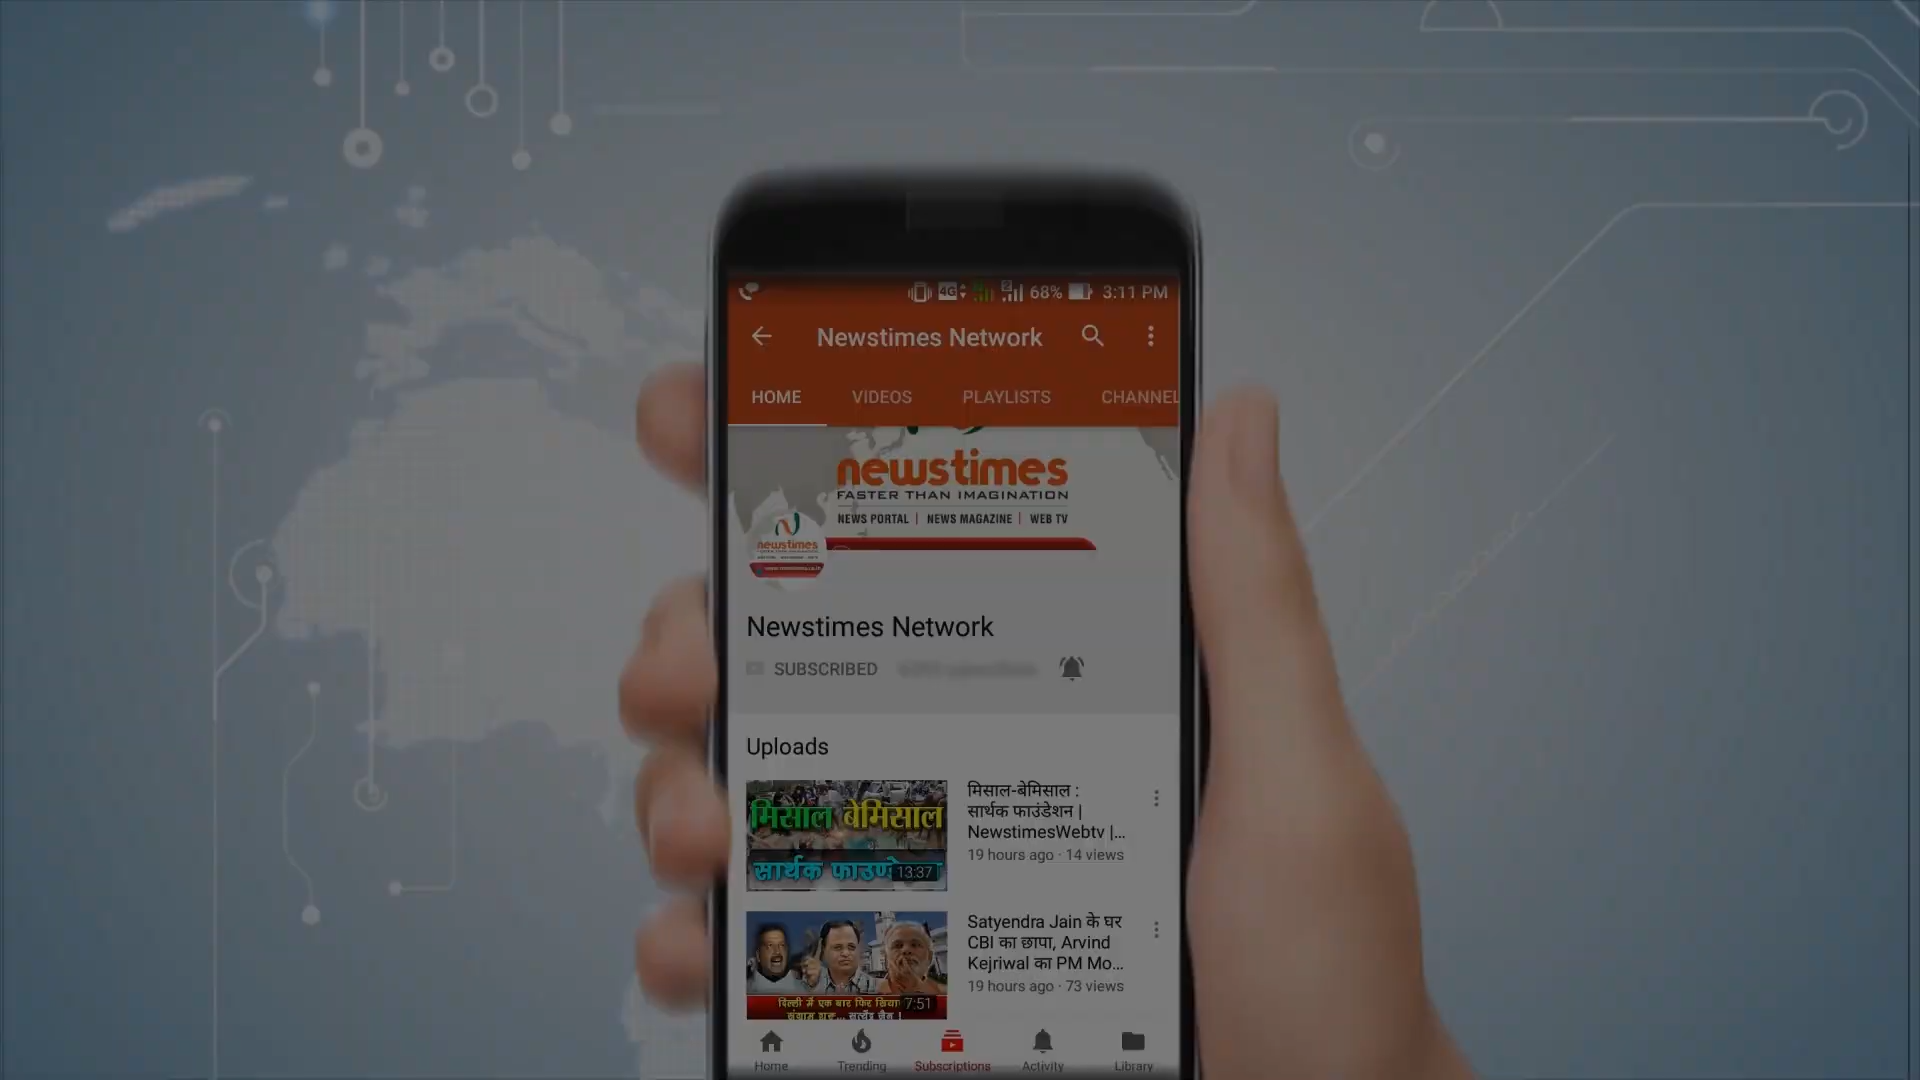 4G 2 68% 3:11 PM
Newstimes Network
HOME VIDEOS PLAYLISTS CHANNEL
newstimes
FASTER THAN IMAGINATION
NEWS PORTAL | NEWS MAGAZINE | WEB TV
newstimes
Newstimes Network
SUBSCRIBED
Uploads
मिसाल बेमिसाल
सार्थक फाउण्डे
13:37
मिसाल-बेमिसाल :
सार्थक फाउंडेशन |
NewstimesWebtv |...
19 hours ago · 14 views
दिल्ली में एक बार फिर
7:51
Satyendra Jain के घर
CBI का छापा, Arvind
Kejriwal का PM Mo...
19 hours ago · 73 views
Home Trending Subscriptions Activity Library